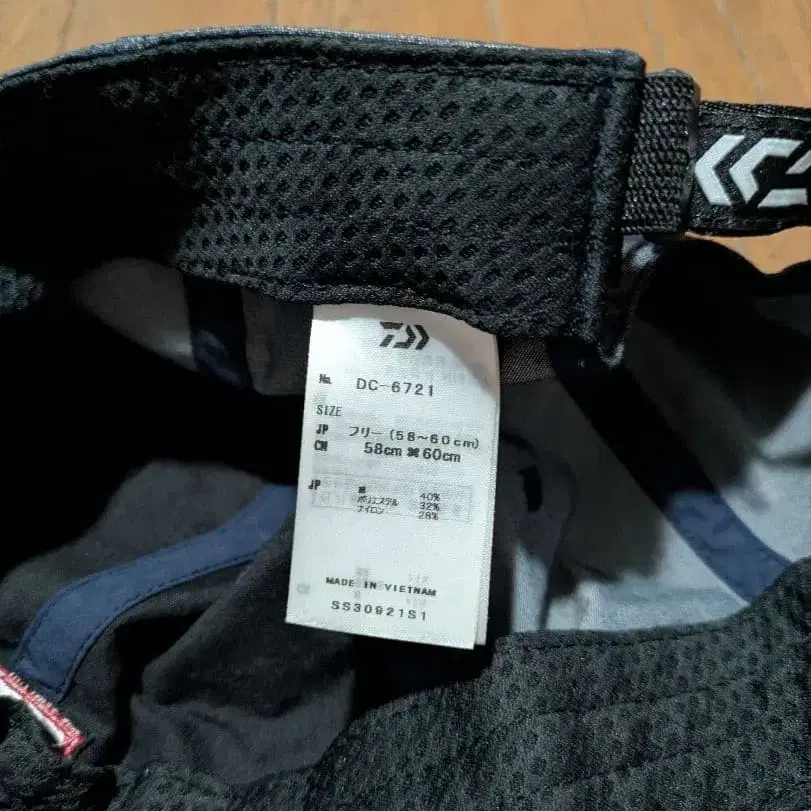 No. DC-6721
SIZE
JP フリー (58〜60cm)
CN 58cm 60cm
JP 綿 40%
ポリエステル 32%
ナイロン 28%
MADE IN VIETNAM
SS30921S1